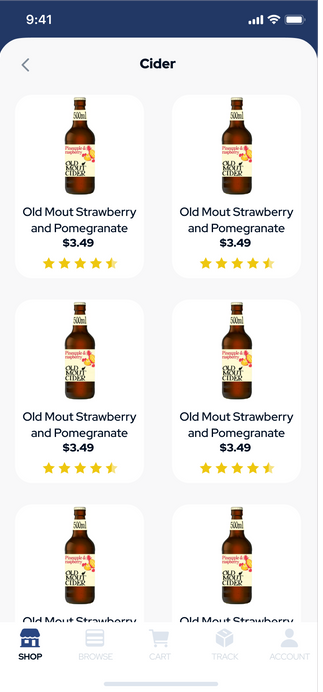 9:41
Cider
500ml
500ml
Pineapple &
raspberry
OLD
MOUT
CIDER
Pineapple &
raspberry
OLD
MOUT
CIDER
Old Mout Strawberry
and Pomegranate
$3.49
Old Mout Strawberry
and Pomegranate
$3.49
500ml
500ml
Pineapple &
raspberry
OLD
MOUT
CIDER
Pineapple &
raspberry
OLD
MOUT
CIDER
Old Mout Strawberry
and Pomegranate
$3.49
Old Mout Strawberry
and Pomegranate
$3.49
500ml
500ml
Pineapple &
raspberry
OLD
MOUT
CIDER
Pineapple &
raspberry
OLD
MOUT
CIDER
Old Mout Strawberry
Old Mout Strawberry
SHOP BROWSE CART TRACK ACCOUNT